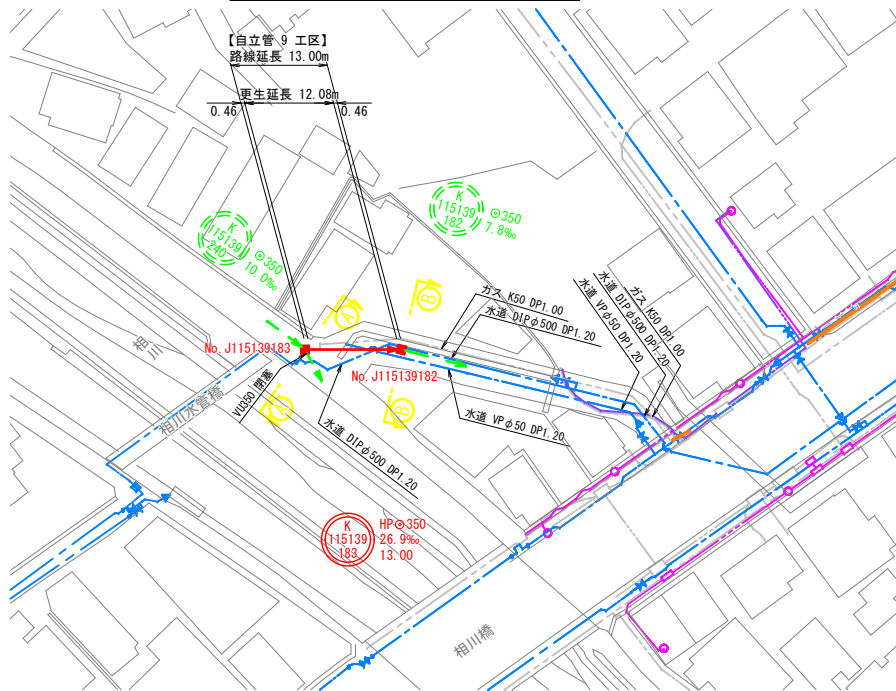 【自立管 9 工区】
路線延長 13.00m
更生延長 12.08m
0.46
0.46
K
115139
182
◎350
7.8‰
K
115139
240
◎350
10.0‰
A
B
ガス K50 DP1.00
水道 DIPφ500 DP1.20
水道 VPφ50 DP1.20
水道 DIPφ500 DP1.20
ガス K50 DP1.00
相川
No. J115139183
No. J115139182
VU350 閉塞
相川水管橋
A
B
水道 DIPφ500 DP1.20
水道 VPφ50 DP1.20
K
115139
183
HP◎350
26.9‰
13.00
相川橋